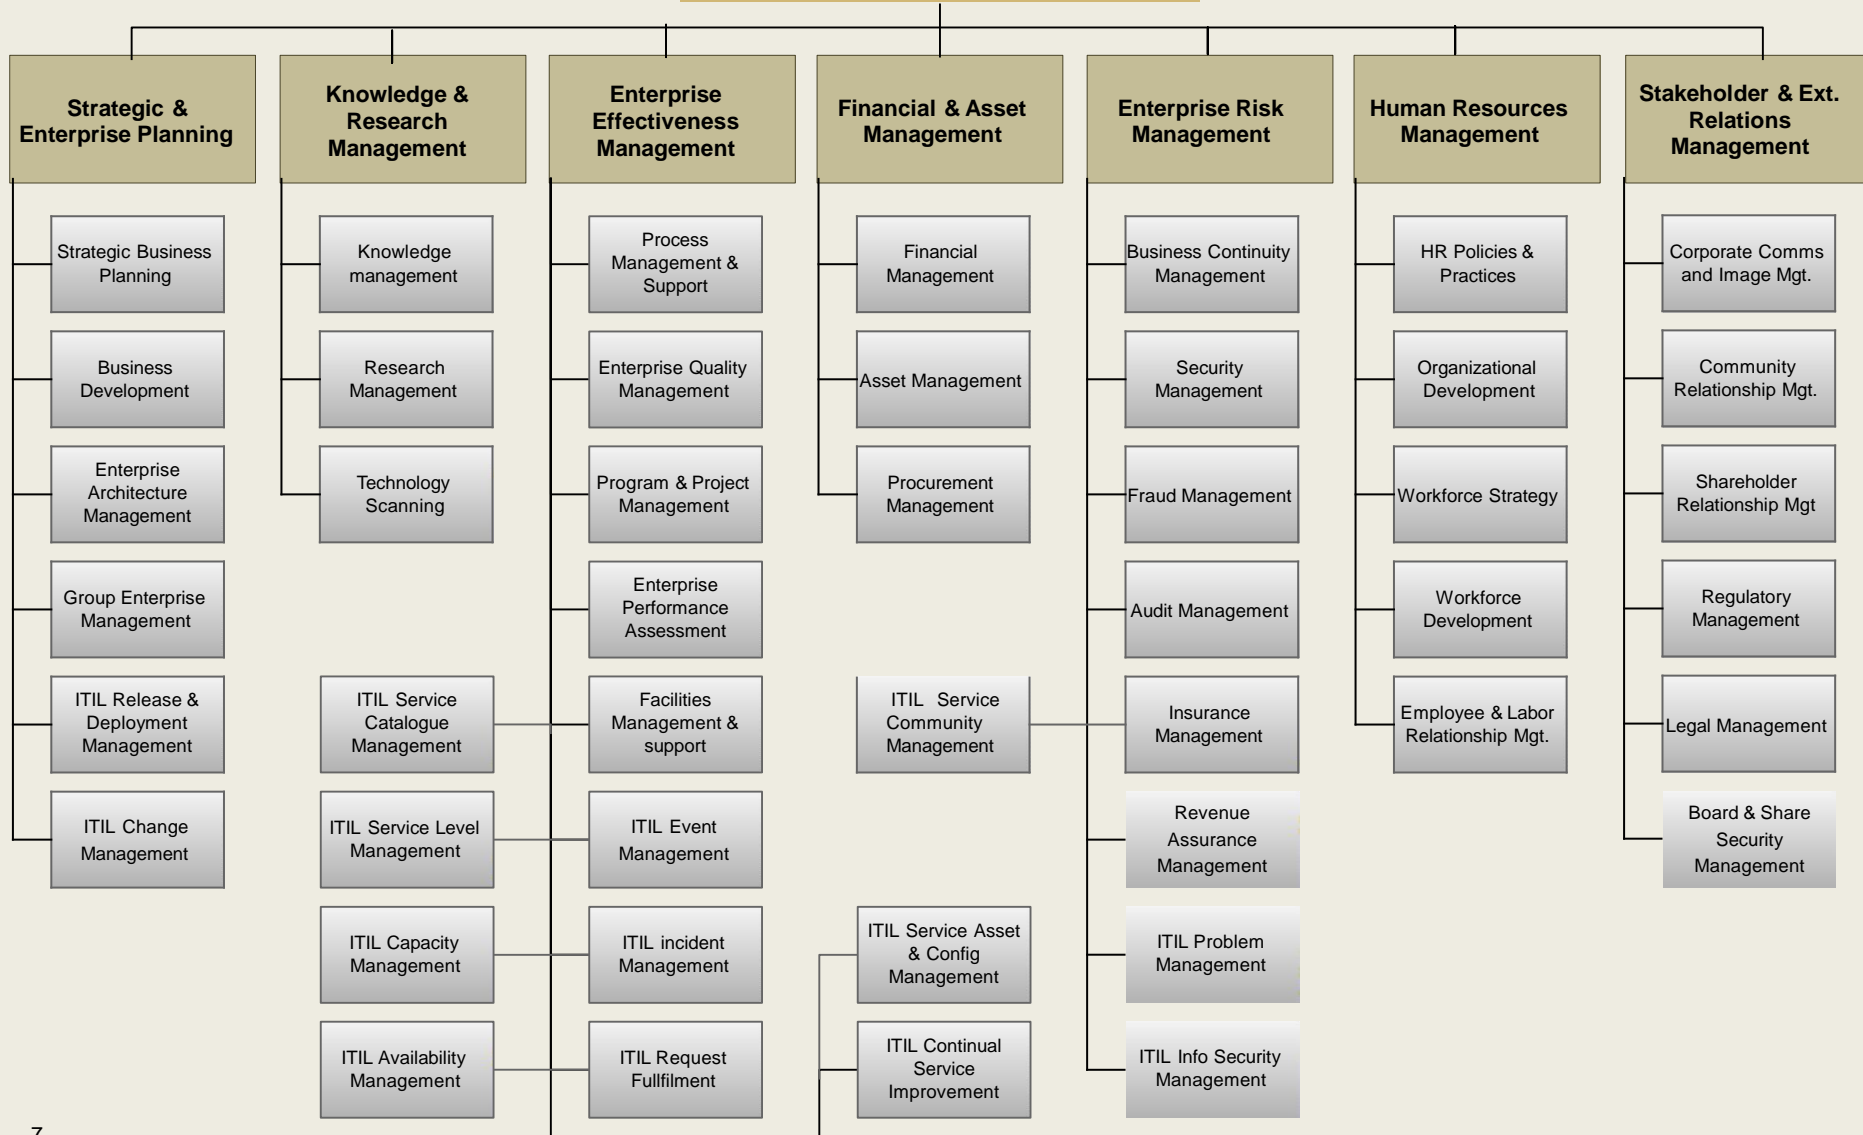 Strategic &
Enterprise Planning
Knowledge &
Research
Management
Enterprise
Effectiveness
Management
Financial & Asset
Management
Enterprise Risk
Management
Human Resources
Management
Stakeholder & Ext.
Relations
Management
Strategic Business
Planning
Business
Development
Enterprise
Architecture
Management
Group Enterprise
Management
ITIL Release &
Deployment
Management
ITIL Change
Management
Knowledge
management
Research
Management
Technology
Scanning
ITIL Service
Catalogue
Management
ITIL Service Level
Management
ITIL Capacity
Management
ITIL Availability
Management
Process
Management &
Support
Enterprise Quality
Management
Program & Project
Management
Enterprise
Performance
Assessment
Facilities
Management &
support
ITIL Event
Management
ITIL incident
Management
ITIL Request
Fullfilment
Financial
Management
Asset Management
Procurement
Management
ITIL Service
Community
Management
ITIL Service Asset
& Config
Management
ITIL Continual
Service
Improvement
Business Continuity
Management
Security
Management
Fraud Management
Audit Management
Insurance
Management
Revenue
Assurance
Management
ITIL Problem
Management
ITIL Info Security
Management
HR Policies &
Practices
Organizational
Development
Workforce Strategy
Workforce
Development
Employee & Labor
Relationship Mgt.
Corporate Comms
and Image Mgt.
Community
Relationship Mgt.
Shareholder
Relationship Mgt
Regulatory
Management
Legal Management
Board & Share
Security
Management
7